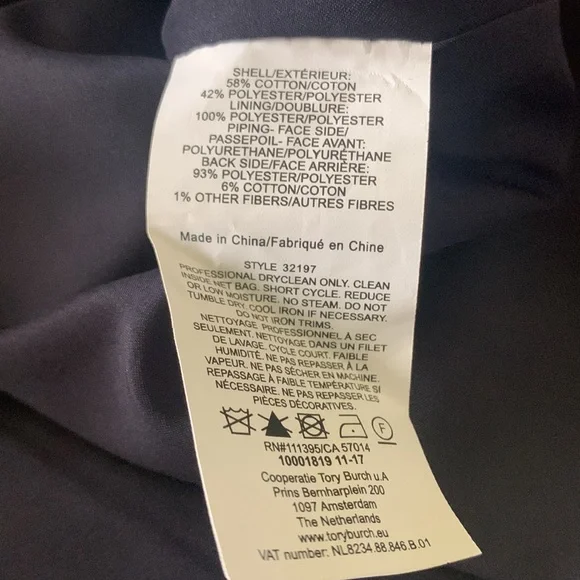 SHELL/EXTÉRIEUR:
58% COTTON/COTON
42% POLYESTER/POLYESTER
LINING/DOUBLURE:
100% POLYESTER/POLYESTER
PIPING- FACE SIDE/
PASSEPOIL- FACE AVANT:
POLYURETHANE/POLYURÉTHANE
BACK SIDE/FACE ARRIÈRE:
93% POLYESTER/POLYESTER
6% COTTON/COTON
1% OTHER FIBERS/AUTRES FIBRES
Made in China/Fabriqué en Chine
STYLE 32197
PROFESSIONAL DRYCLEAN ONLY. CLEAN
INSIDE NET BAG. SHORT CYCLE. REDUCE
OR LOW MOISTURE. NO STEAM. DO NOT
TUMBLE DRY. COOL IRON IF NECESSARY.
DO NOT IRON TRIMS.
NETTOYAGE PROFESSIONNEL À SEC
SEULEMENT. NETTOYAGE DANS UN FILET
DE LAVAGE. CYCLE COURT. FAIBLE
HUMIDITÉ. NE PAS REPASSER À LA
VAPEUR. NE PAS SÉCHER EN MACHINE.
REPASSAGE À FAIBLE TEMPÉRATURE SI
NÉCESSAIRE. NE PAS REPASSER LES
PIÈCES DÉCORATIVES.
F
RN#111395/CA 57014
10001819 11-17
Cooperatie Tory Burch u.A
Prins Bernharplein 200
1097 Amsterdam
The Netherlands
www.toryburch.eu
VAT number: NL8234.88.846.B.01